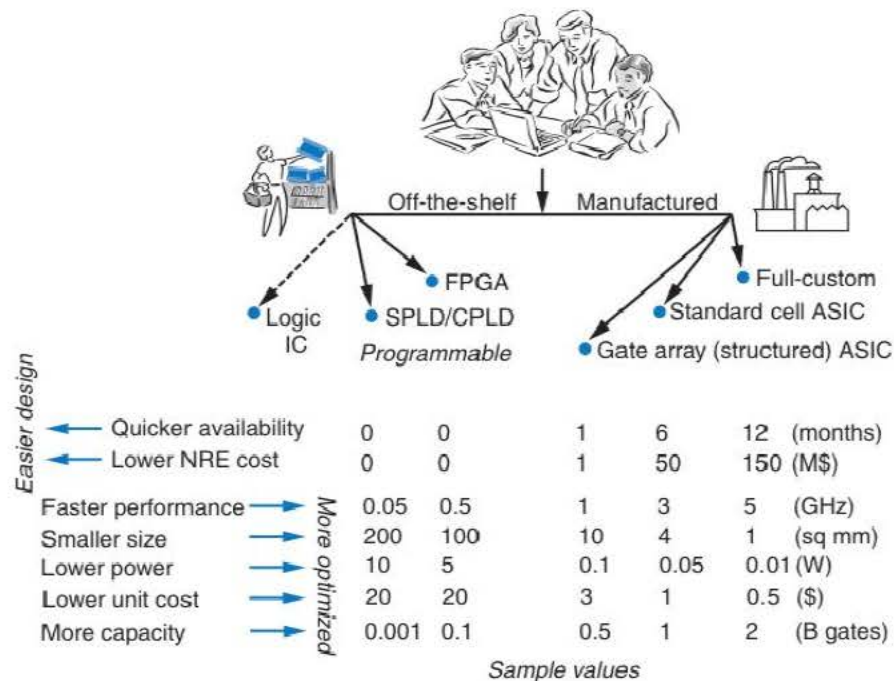 Off-the-shelf Manufactured
FPGA
Full-custom
Logic
IC
SPLD/CPLD
Standard cell ASIC
Programmable
Gate array (structured) ASIC
Easier design
Quicker availability 0 0 1 6 12 (months)
Lower NRE cost 0 0 1 50 150 (M$)
More optimized
Faster performance 0.05 0.5 1 3 5 (GHz)
Smaller size 200 100 10 4 1 (sq mm)
Lower power 10 5 0.1 0.05 0.01 (W)
Lower unit cost 20 20 3 1 0.5 ($)
More capacity 0.001 0.1 0.5 1 2 (B gates)
Sample values